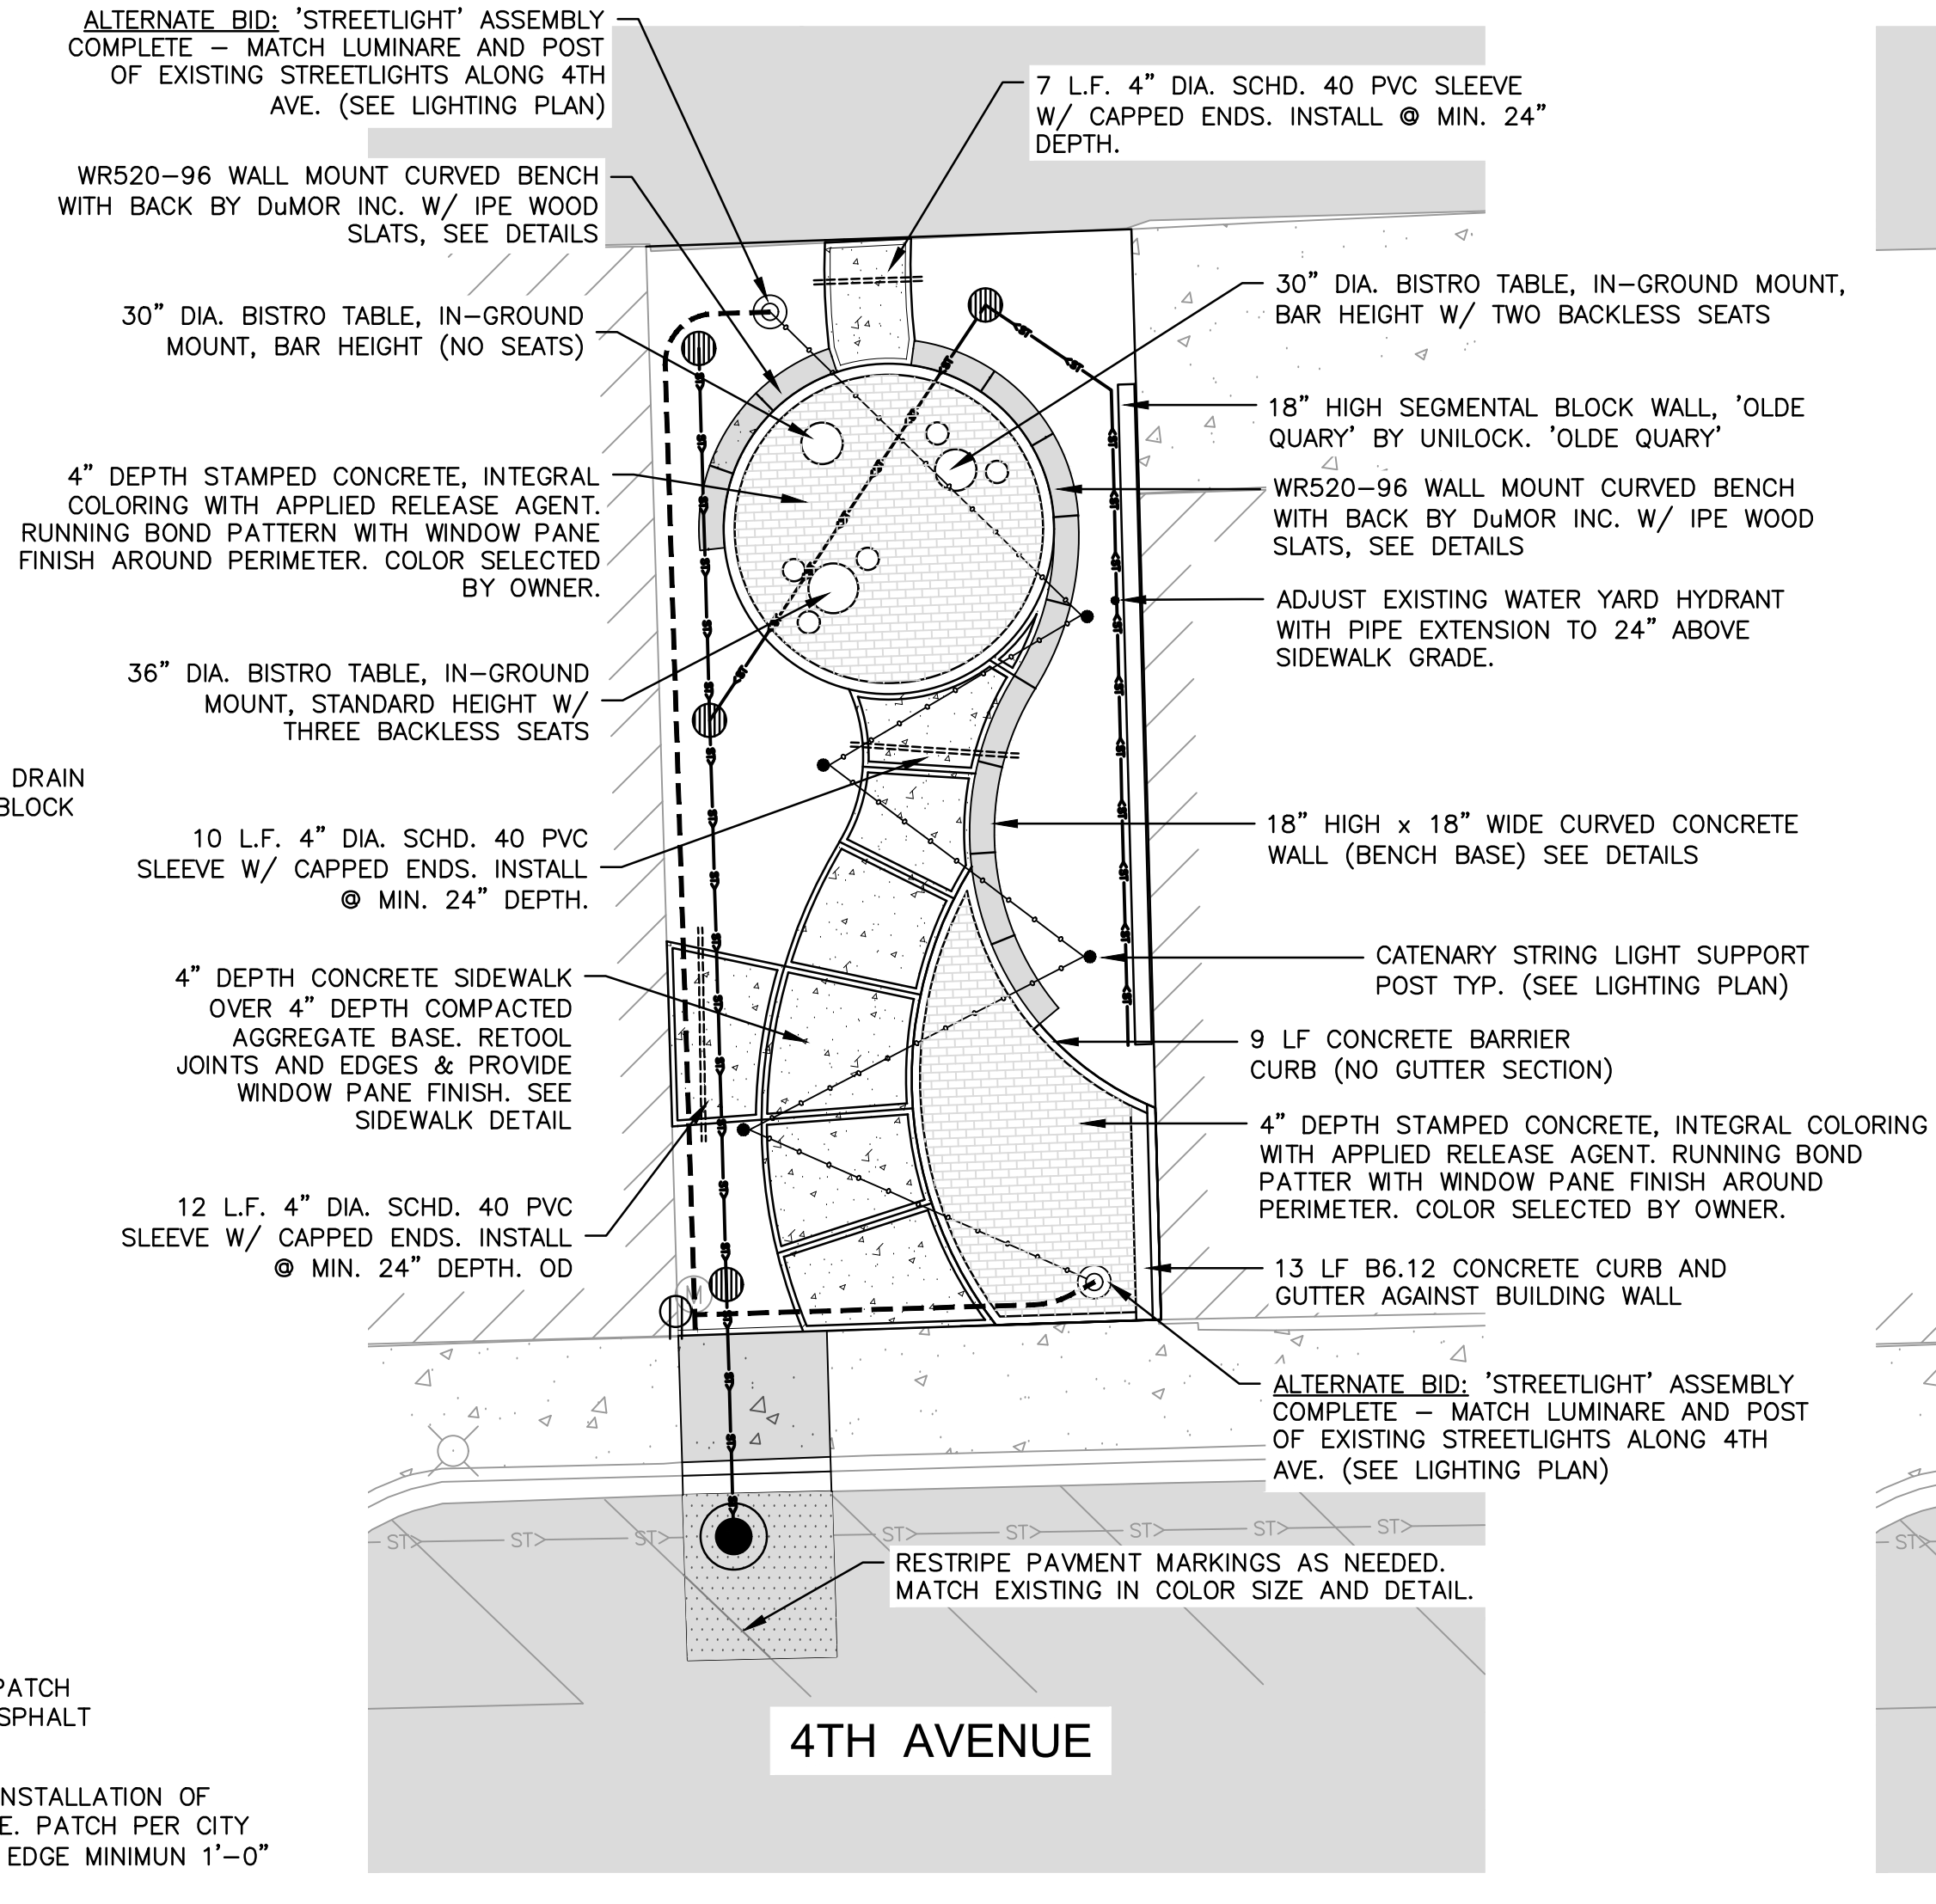 ALTERNATE BID: 'STREETLIGHT' ASSEMBLY
COMPLETE – MATCH LUMINARE AND POST
OF EXISTING STREETLIGHTS ALONG 4TH
AVE. (SEE LIGHTING PLAN)
WR520–96 WALL MOUNT CURVED BENCH
WITH BACK BY DuMOR INC. W/ IPE WOOD
SLATS, SEE DETAILS
30" DIA. BISTRO TABLE, IN–GROUND
MOUNT, BAR HEIGHT (NO SEATS)
4" DEPTH STAMPED CONCRETE, INTEGRAL
COLORING WITH APPLIED RELEASE AGENT.
RUNNING BOND PATTERN WITH WINDOW PANE
FINISH AROUND PERIMETER. COLOR SELECTED
BY OWNER.
36" DIA. BISTRO TABLE, IN–GROUND
MOUNT, STANDARD HEIGHT W/
THREE BACKLESS SEATS
DRAIN
BLOCK
10 L.F. 4" DIA. SCHD. 40 PVC
SLEEVE W/ CAPPED ENDS. INSTALL
@ MIN. 24" DEPTH.
4" DEPTH CONCRETE SIDEWALK
OVER 4" DEPTH COMPACTED
AGGREGATE BASE. RETOOL
JOINTS AND EDGES & PROVIDE
WINDOW PANE FINISH. SEE
SIDEWALK DETAIL
12 L.F. 4" DIA. SCHD. 40 PVC
SLEEVE W/ CAPPED ENDS. INSTALL
@ MIN. 24" DEPTH. OD
7 L.F. 4" DIA. SCHD. 40 PVC SLEEVE
W/ CAPPED ENDS. INSTALL @ MIN. 24"
DEPTH.
30" DIA. BISTRO TABLE, IN–GROUND MOUNT,
BAR HEIGHT W/ TWO BACKLESS SEATS
18" HIGH SEGMENTAL BLOCK WALL, 'OLDE
QUARY' BY UNILOCK. 'OLDE QUARY'
WR520–96 WALL MOUNT CURVED BENCH
WITH BACK BY DuMOR INC. W/ IPE WOOD
SLATS, SEE DETAILS
ADJUST EXISTING WATER YARD HYDRANT
WITH PIPE EXTENSION TO 24" ABOVE
SIDEWALK GRADE.
18" HIGH x 18" WIDE CURVED CONCRETE
WALL (BENCH BASE) SEE DETAILS
CATENARY STRING LIGHT SUPPORT
POST TYP. (SEE LIGHTING PLAN)
9 LF CONCRETE BARRIER
CURB (NO GUTTER SECTION)
4" DEPTH STAMPED CONCRETE, INTEGRAL COLORING
WITH APPLIED RELEASE AGENT. RUNNING BOND
PATTER WITH WINDOW PANE FINISH AROUND
PERIMETER. COLOR SELECTED BY OWNER.
13 LF B6.12 CONCRETE CURB AND
GUTTER AGAINST BUILDING WALL
ALTERNATE BID: 'STREETLIGHT' ASSEMBLY
COMPLETE – MATCH LUMINARE AND POST
OF EXISTING STREETLIGHTS ALONG 4TH
AVE. (SEE LIGHTING PLAN)
M
ST> ST> ST> ST> ST> ST> ST> ST> ST>
RESTRIPE PAVMENT MARKINGS AS NEEDED.
MATCH EXISTING IN COLOR SIZE AND DETAIL.
4TH AVENUE
PATCH
SPHALT
NSTALLATION OF
E. PATCH PER CITY
EDGE MINIMUN 1'–0"